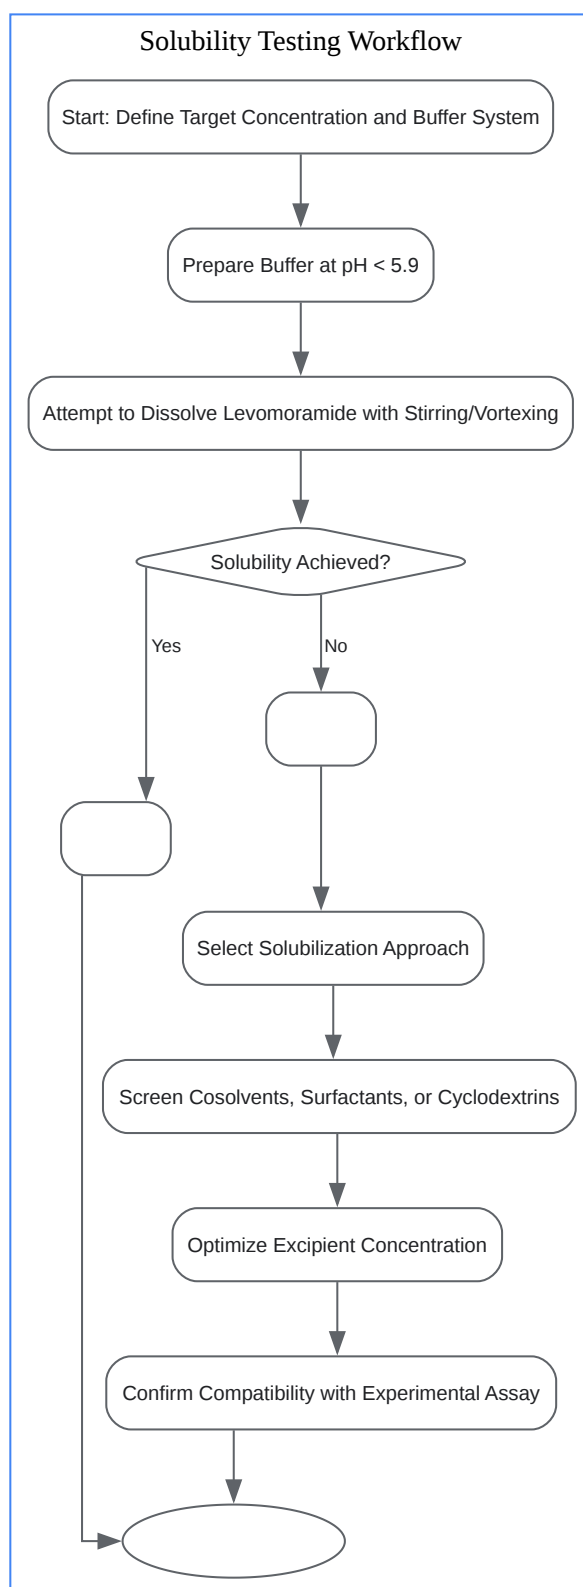 Solubility Testing Workflow
Start: Define Target Concentration and Buffer System
Prepare Buffer at pH < 5.9
Attempt to Dissolve Levomoramide with Stirring/Vortexing
Solubility Achieved?
Yes
No
Select Solubilization Approach
Screen Cosolvents, Surfactants, or Cyclodextrins
Optimize Excipient Concentration
Confirm Compatibility with Experimental Assay